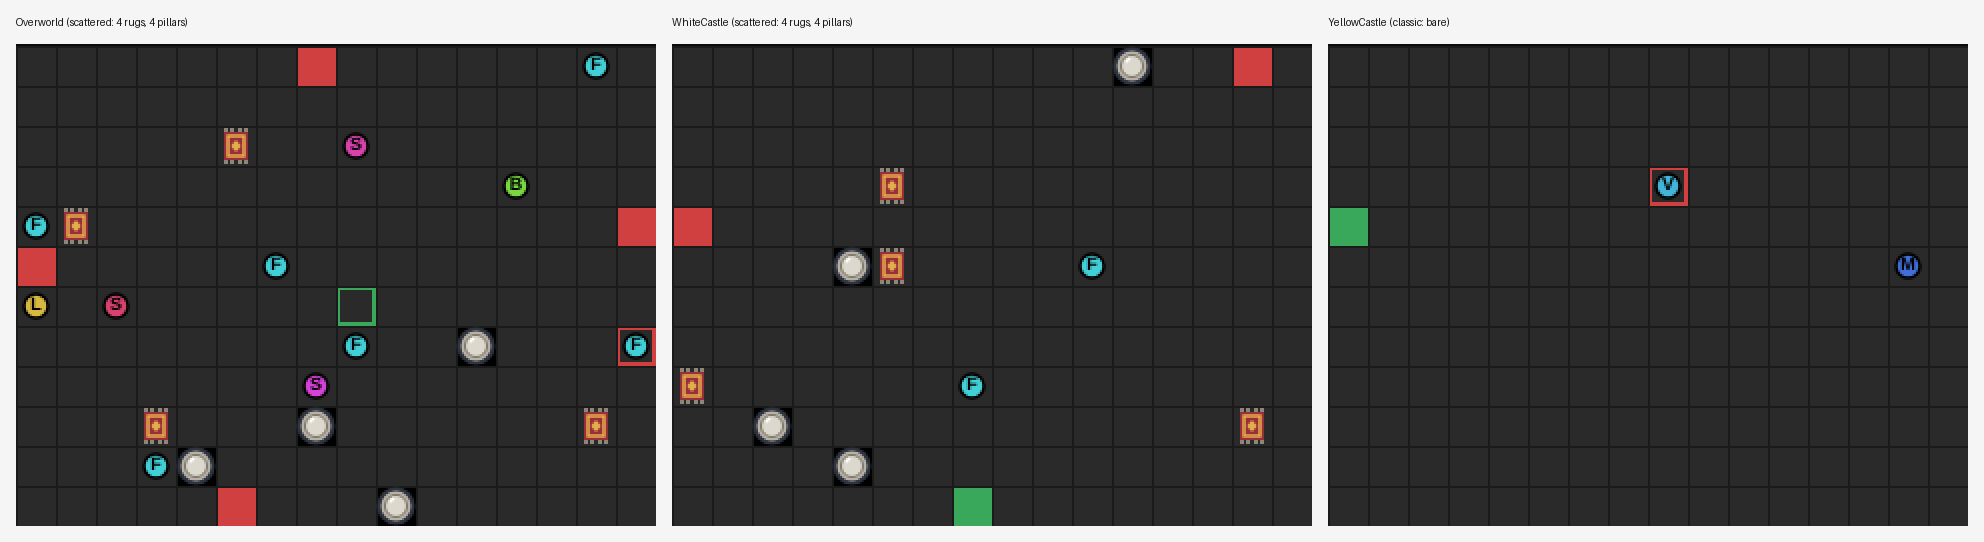 Overworld (scattered: 4 rugs, 4 pillars)
F
S
B
F
F
L
S
F
F
S
F
WhiteCastle (scattered: 4 rugs, 4 pillars)
F
F
YellowCastle (classic: bare)
V
M